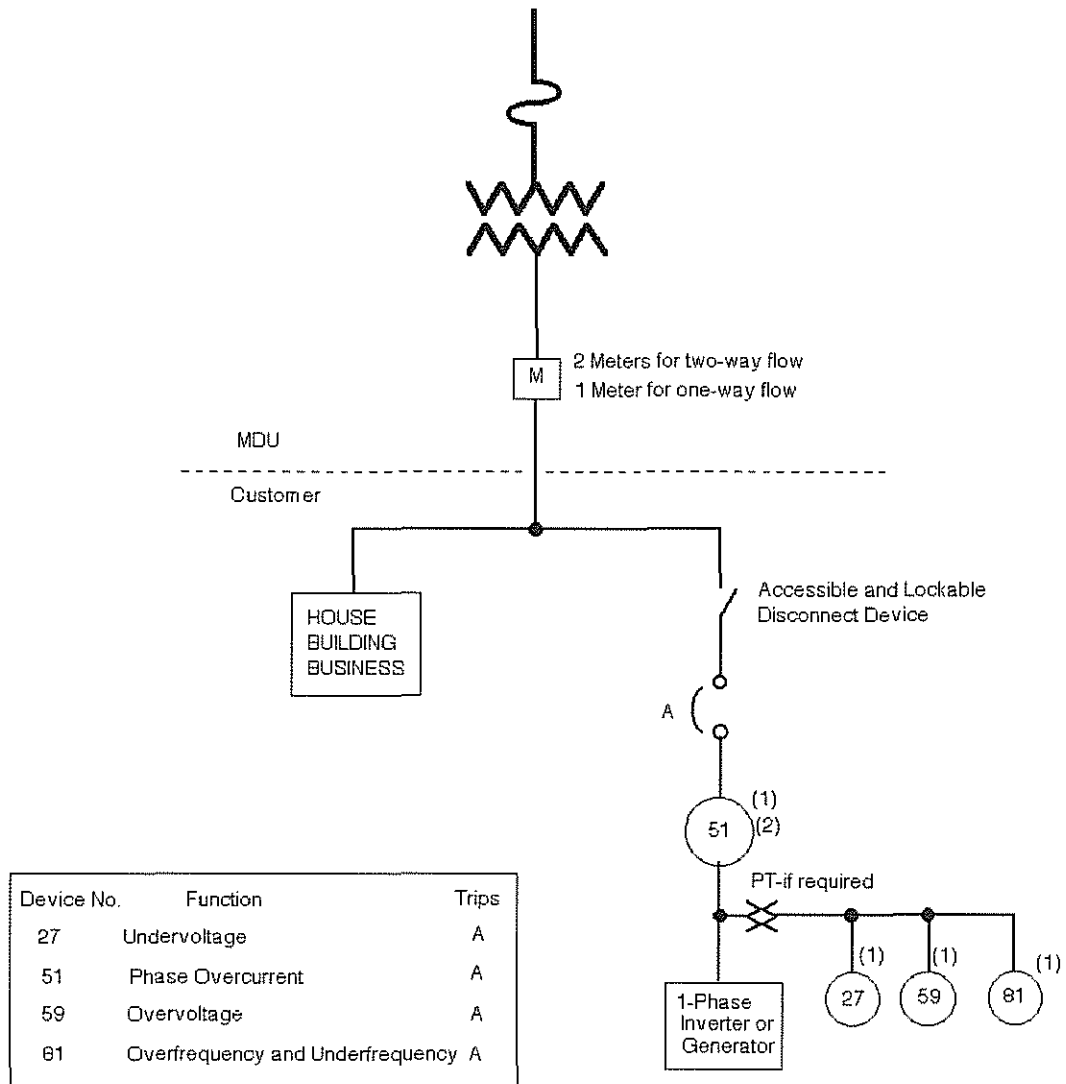 2 Meters for two-way flow
M
1 Meter for one-way flow
MDU
Customer
HOUSE
BUILDING
BUSINESS
Accessible and Lockable
Disconnect Device
A
(1)
51
(2)
PT-if required
(1)
(1)
(1)
27
59
81
1-Phase
Inverter or
Generator
Device No. Function Trips
27 Undervoltage A
51 Phase Overcurrent A
59 Overvoltage A
81 Overfrequency and Underfrequency A